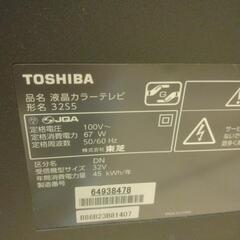 TOSHIBA
品名 液晶カラーテレビ
形名 32S5
JQA
定格電圧: 100V~
定格消費電力: 67 W
定格周波数: 50/60 Hz
株式会社 東芝
区分名: DN
受信機型サイズ: 32V
年間消費電力量: 45 kWh/年
製造番号:
64938478
B86B23B81407